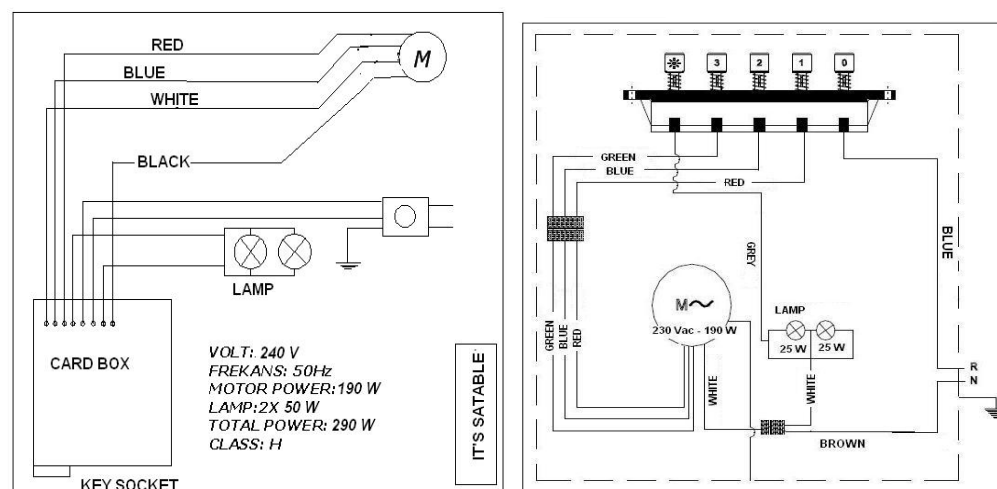 RED
BLUE
WHITE
BLACK
M
LAMP
CARD BOX
KEY SOCKET
VOLT: 240 V
FREKANS: 50Hz
MOTOR POWER:190 W
LAMP:2X 50 W
TOTAL POWER: 290 W
CLASS: H
IT'S SATABLE
3 2 1 0
GREEN
BLUE
RED
GREY
BLUE
M
230 Vac - 190 W
GREEN
BLUE
RED
WHITE
LAMP
25 W 25 W
WHITE
R
N
BROWN